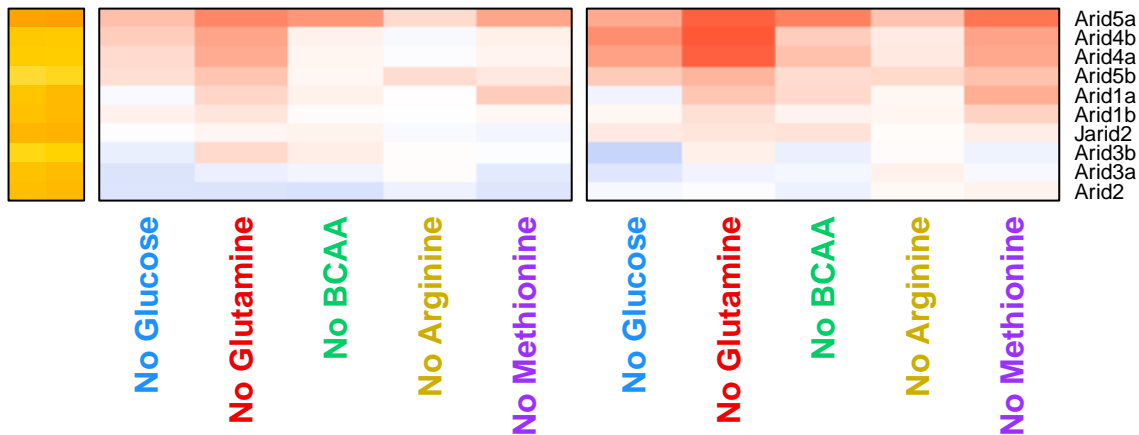 Arid5a
Arid4b
Arid4a
Arid5b
Arid1a
Arid1b
Jarid2
Arid3b
Arid3a
Arid2
No Glucose
No Glutamine
No BCAA
No Arginine
No Methionine
No Glucose
No Glutamine
No BCAA
No Arginine
No Methionine